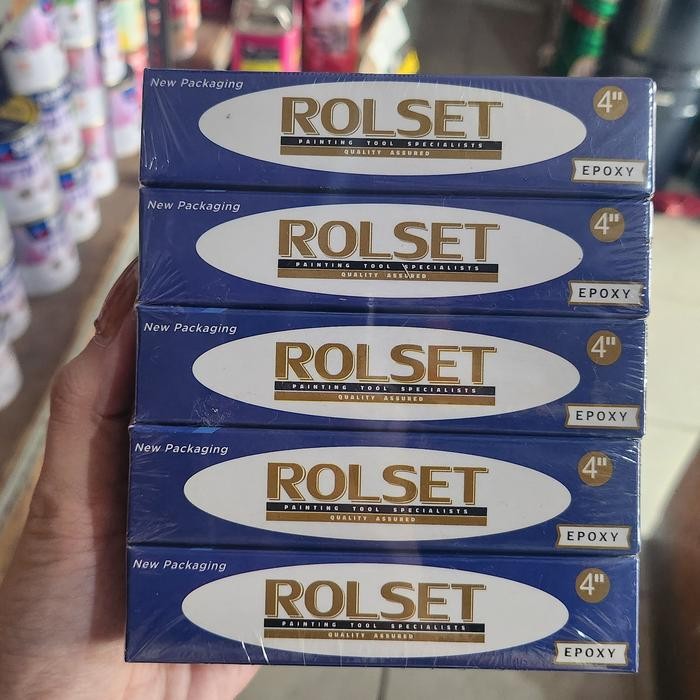 New Packaging
ROLSET
4"
PAINTING TOOL SPECIALISTS
QUALITY ASSURED
EPOXY
New Packaging
ROLSET
4"
PAINTING TOOL SPECIALISTS
QUALITY ASSURED
EPOXY
New Packaging
ROLSET
4"
PAINTING TOOL SPECIALISTS
QUALITY ASSURED
EPOXY
New Packaging
ROLSET
4"
PAINTING TOOL SPECIALISTS
QUALITY ASSURED
EPOXY
New Packaging
ROLSET
4"
PAINTING TOOL SPECIALISTS
QUALITY ASSURED
EPOXY